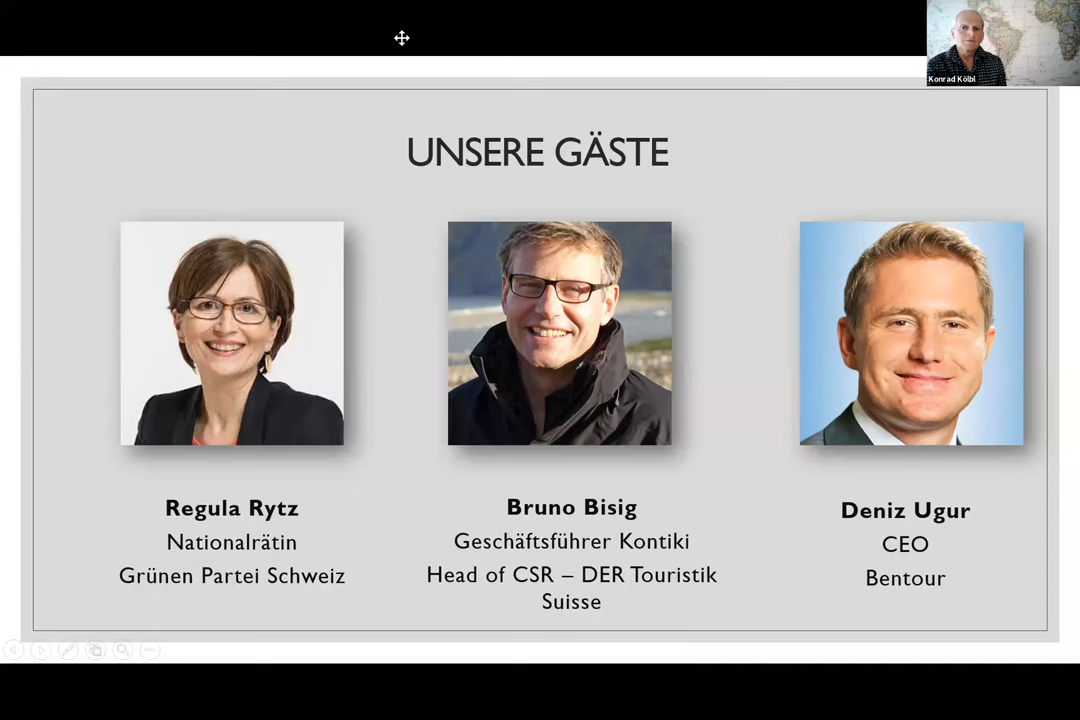 Konrad Kölbl
UNSERE GÄSTE
Regula Rytz
Nationalrätin
Grünen Partei Schweiz
Bruno Bisig
Geschäftsführer Kontiki
Head of CSR – DER Touristik
Suisse
Deniz Ugur
CEO
Bentour